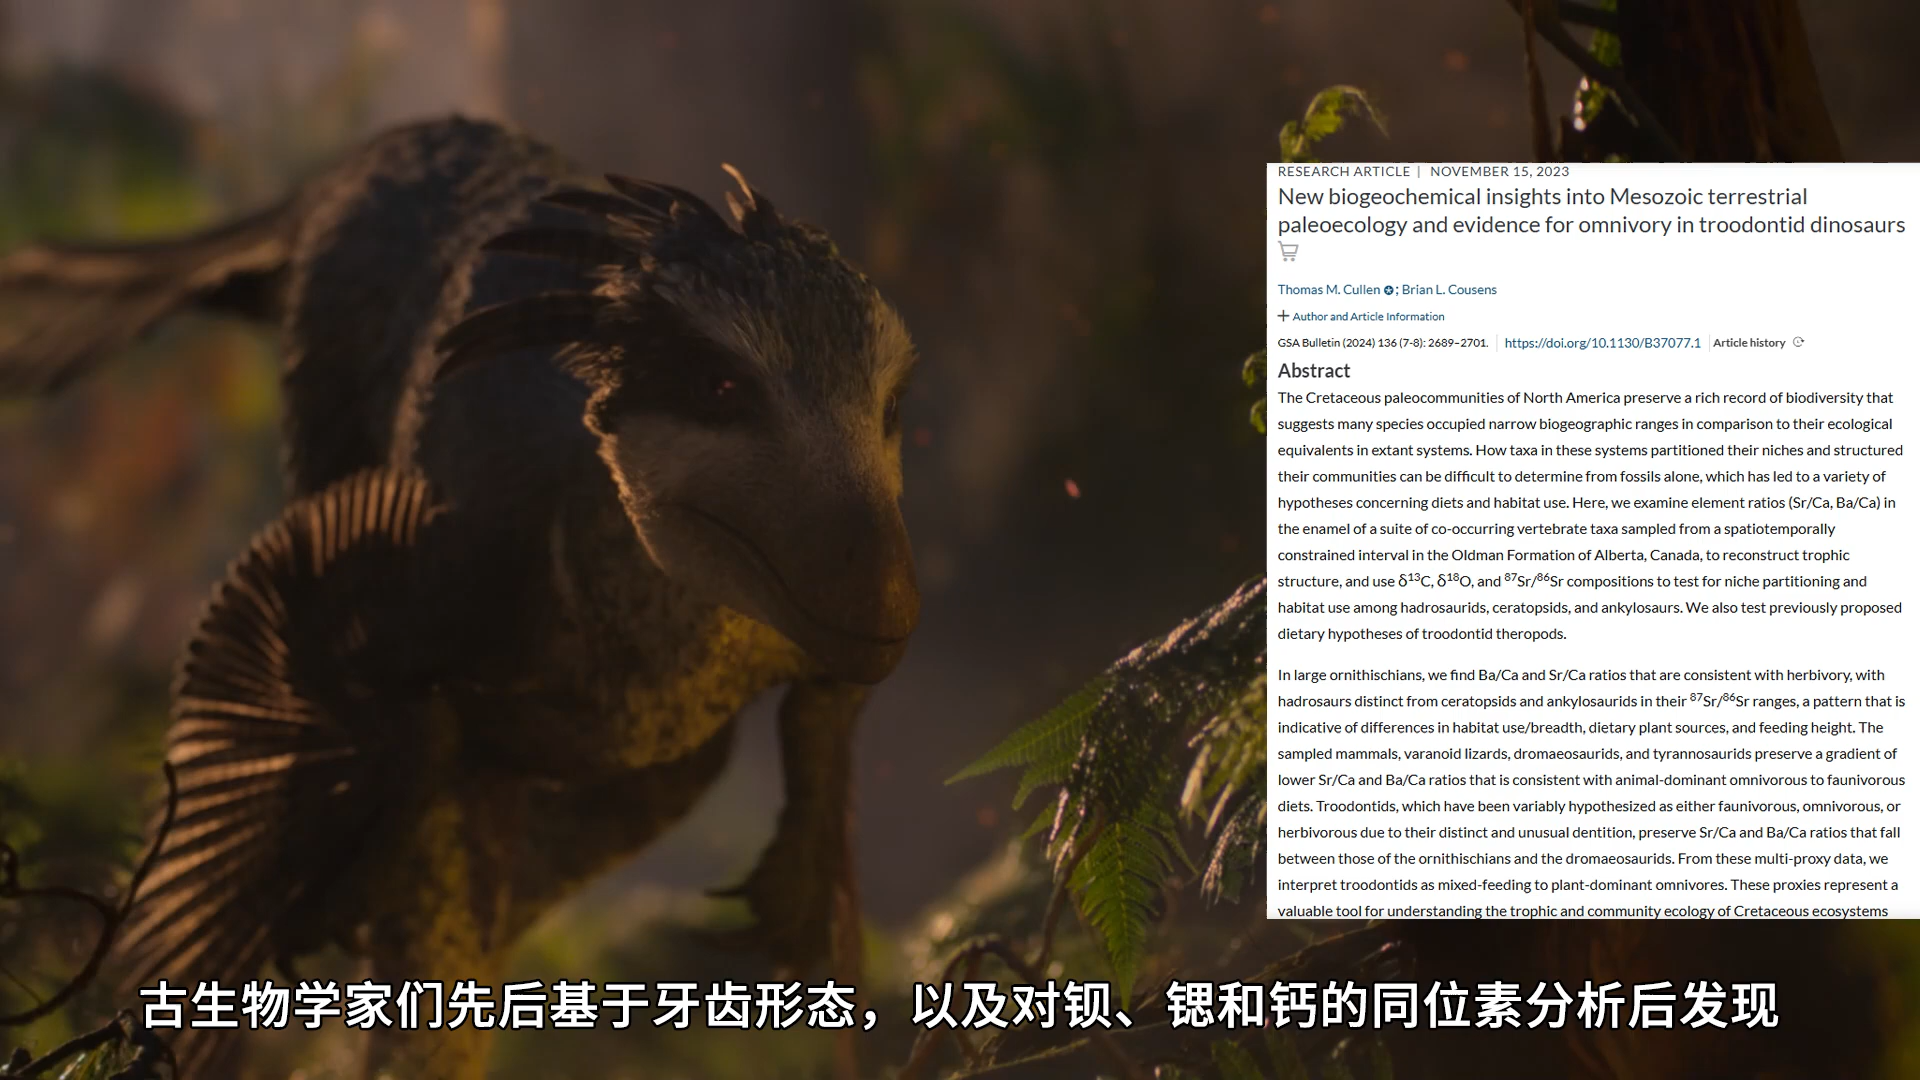 RESEARCH ARTICLE | NOVEMBER 15, 2023
New biogeochemical insights into Mesozoic terrestrial
paleoecology and evidence for omnivory in troodontid dinosaurs
Thomas M. Cullen ; Brian L. Cousens
+ Author and Article Information
GSA Bulletin (2024) 136 (7-8): 2689–2701. https://doi.org/10.1130/B37077.1 Article history
Abstract
The Cretaceous paleocommunities of North America preserve a rich record of biodiversity that
suggests many species occupied narrow biogeographic ranges in comparison to their ecological
equivalents in extant systems. How taxa in these systems partitioned their niches and structured
their communities can be difficult to determine from fossils alone, which has led to a variety of
hypotheses concerning diets and habitat use. Here, we examine element ratios (Sr/Ca, Ba/Ca) in
the enamel of a suite of co-occurring vertebrate taxa sampled from a spatiotemporally
constrained interval in the Oldman Formation of Alberta, Canada, to reconstruct trophic
structure, and use δ¹³C, δ¹⁸O, and ⁸⁷Sr/⁸⁶Sr compositions to test for niche partitioning and
habitat use among hadrosaurids, ceratopsids, and ankylosaurs. We also test previously proposed
dietary hypotheses of troodontid theropods.
In large ornithischians, we find Ba/Ca and Sr/Ca ratios that are consistent with herbivory, with
hadrosaurs distinct from ceratopsids and ankylosaurids in their ⁸⁷Sr/⁸⁶Sr ranges, a pattern that is
indicative of differences in habitat use/breadth, dietary plant sources, and feeding height. The
sampled mammals, varanoid lizards, dromaeosaurids, and tyrannosaurids preserve a gradient of
lower Sr/Ca and Ba/Ca ratios that is consistent with animal-dominant omnivorous to faunivorous
diets. Troodontids, which have been variably hypothesized as either faunivorous, omnivorous, or
herbivorous due to their distinct and unusual dentition, preserve Sr/Ca and Ba/Ca ratios that fall
between those of the ornithischians and the dromaeosaurids. From these multi-proxy data, we
interpret troodontids as mixed-feeding to plant-dominant omnivores. These proxies represent a
valuable tool for understanding the trophic and community ecology of Cretaceous ecosystems
古生物学家们先后基于牙齿形态，以及对钡、锶和钙的同位素分析后发现